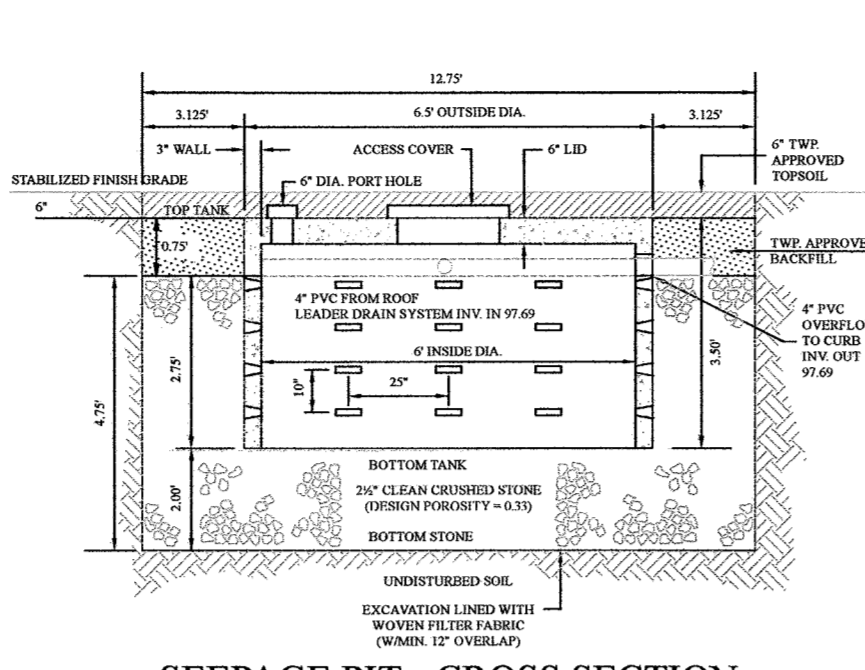 12.75'
3.125'
6.5' OUTSIDE DIA.
3.125'
3" WALL
ACCESS COVER
6" LID
6" TWP.
APPROVED
TOPSOIL
STABILIZED FINISH GRADE
6" DIA. PORT HOLE
6"
TOP TANK
0.75'
TWP. APPROVE
BACKFILL
4" PVC FROM ROOF
LEADER DRAIN SYSTEM INV. IN 97.69
4" PVC
OVERFLO
TO CURB
INV. OUT
97.69
6' INSIDE DIA.
2.75'
3.50'
10"
25"
4.75'
BOTTOM TANK
2½" CLEAN CRUSHED STONE
(DESIGN POROSITY = 0.33)
2.00'
BOTTOM STONE
UNDISTURBED SOIL
EXCAVATION LINED WITH
WOVEN FILTER FABRIC
(W/MIN. 12" OVERLAP)
SEEPAGE PIT - CROSS SECTION